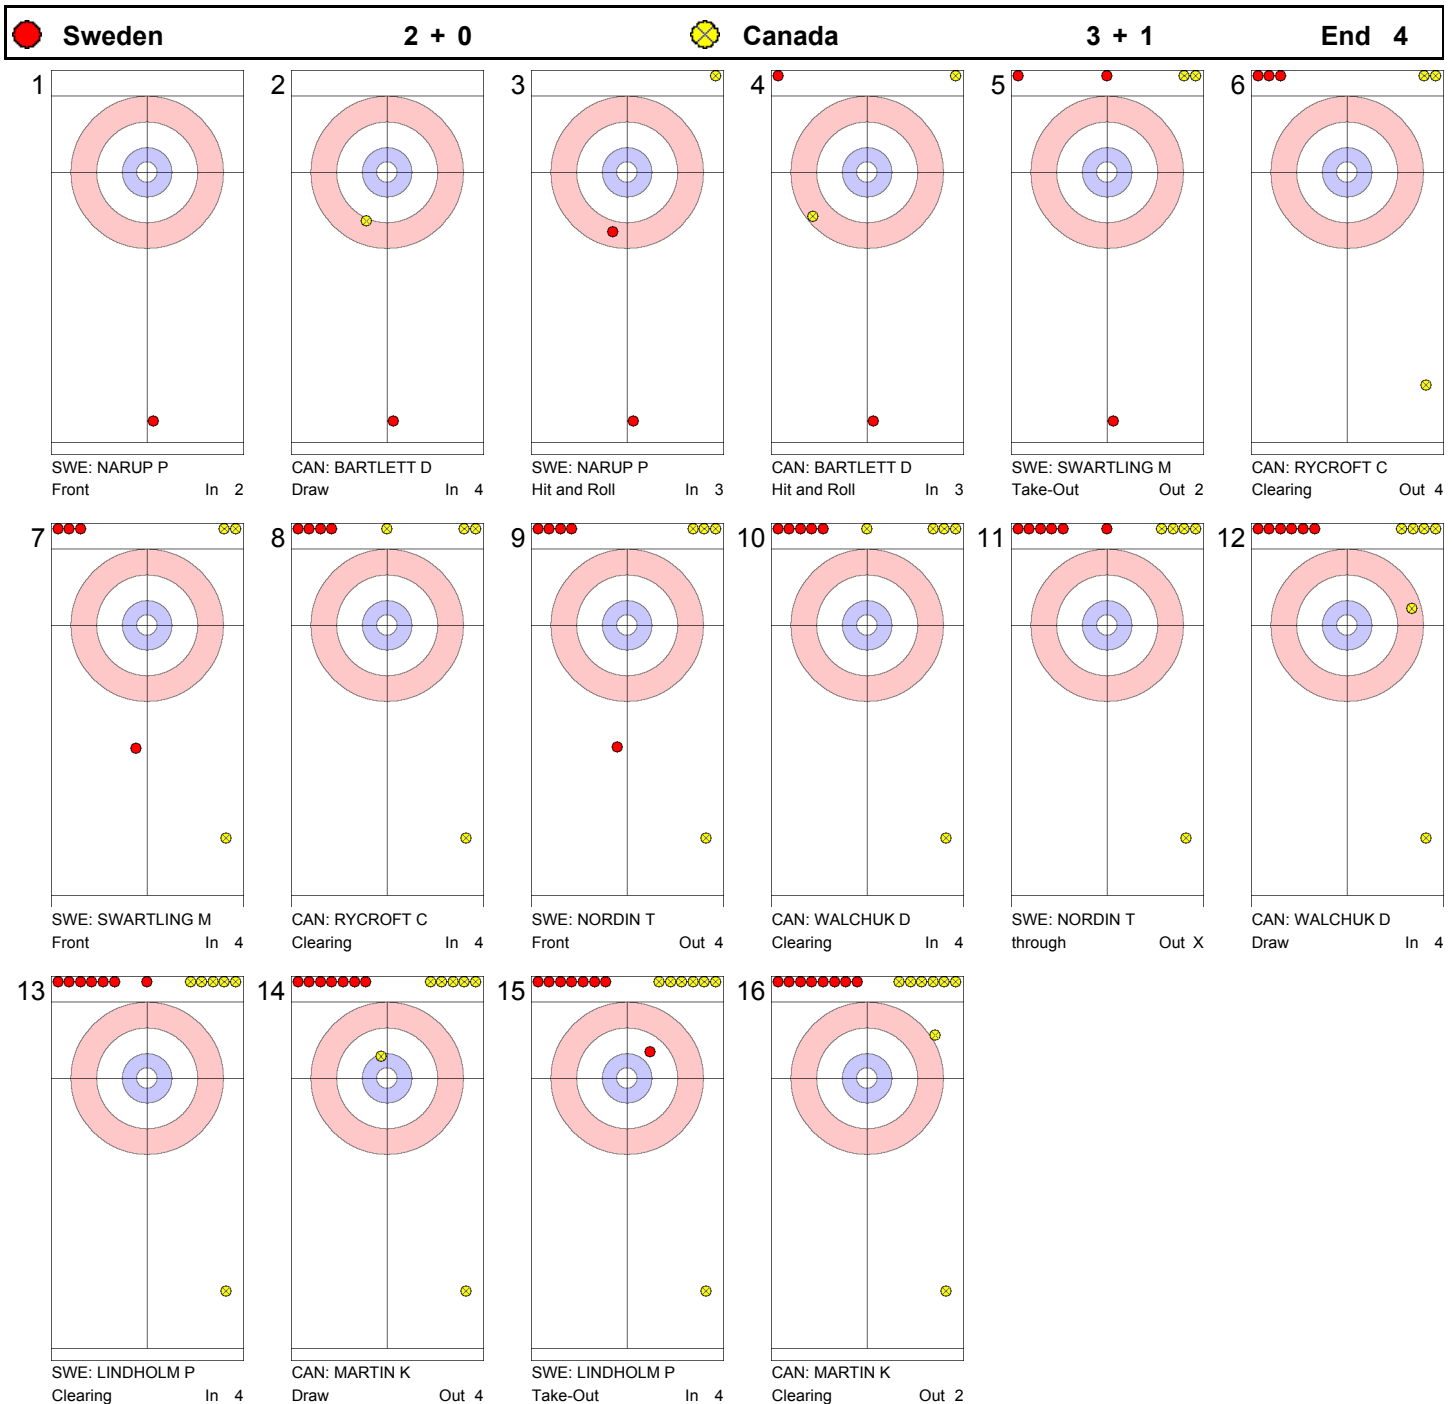 Sweden 2 + 0 Canada 3 + 1 End 4
1 2 3 4 5 6
SWE: NARUP P CAN: BARTLETT D SWE: NARUP P CAN: BARTLETT D SWE: SWARTLING M CAN: RYCROFT C
Front In 2 Draw In 4 Hit and Roll In 3 Hit and Roll In 3 Take-Out Out 2 Clearing Out 4
7 8 9 10 11 12
SWE: SWARTLING M CAN: RYCROFT C SWE: NORDIN T CAN: WALCHUK D SWE: NORDIN T CAN: WALCHUK D
Front In 4 Clearing In 4 Front Out 4 Clearing In 4 through Out X Draw In 4
13 14 15 16
SWE: LINDHOLM P CAN: MARTIN K SWE: LINDHOLM P CAN: MARTIN K
Clearing In 4 Draw Out 4 Take-Out In 4 Clearing Out 2